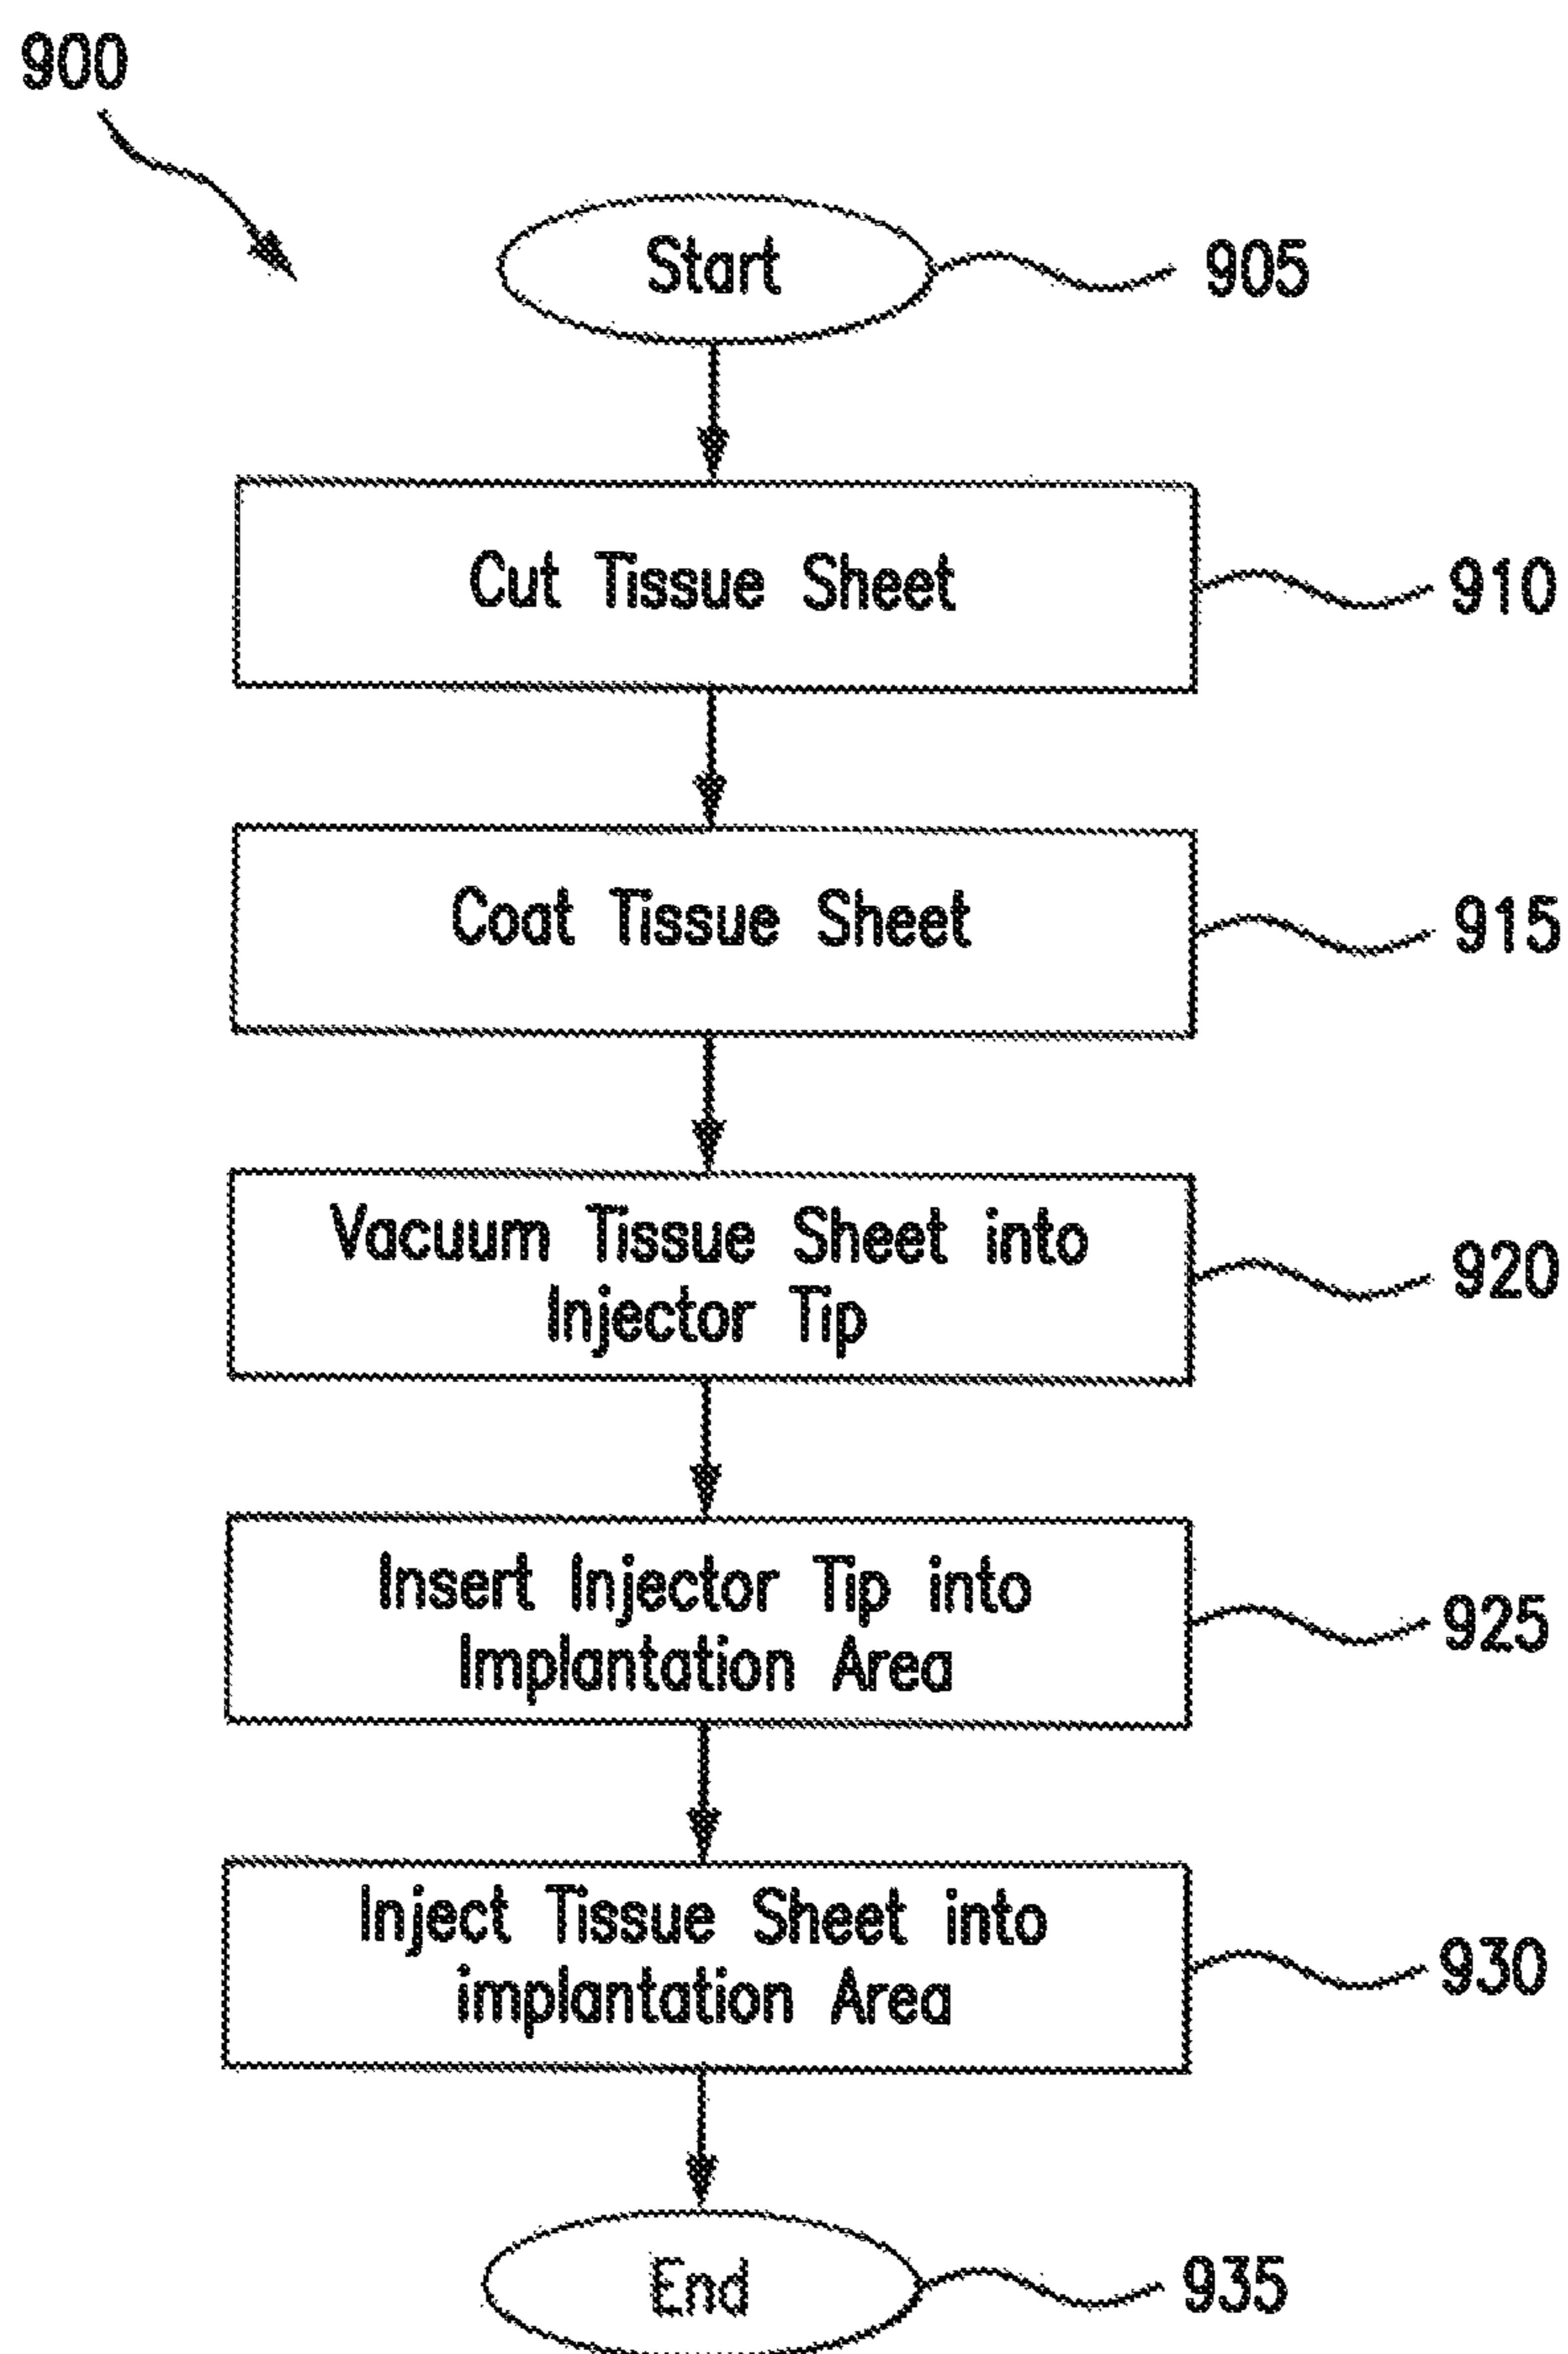 900
Start
905
Cut Tissue Sheet
910
Coat Tissue Sheet
915
Vacuum Tissue Sheet into
Injector Tip
920
Insert Injector Tip into
Implantation Area
925
Inject Tissue Sheet into
implantation Area
930
End
935